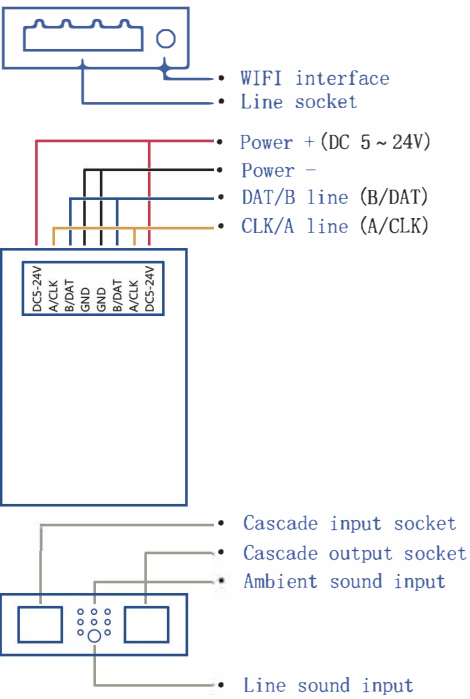 WIFI interface
Line socket
Power +(DC 5~24V)
Power -
DAT/B line (B/DAT)
CLK/A line (A/CLK)
DC5-24V
A/CLK
B/DAT
GND
GND
B/DAT
A/CLK
DC5-24V
Cascade input socket
Cascade output socket
Ambient sound input
Line sound input